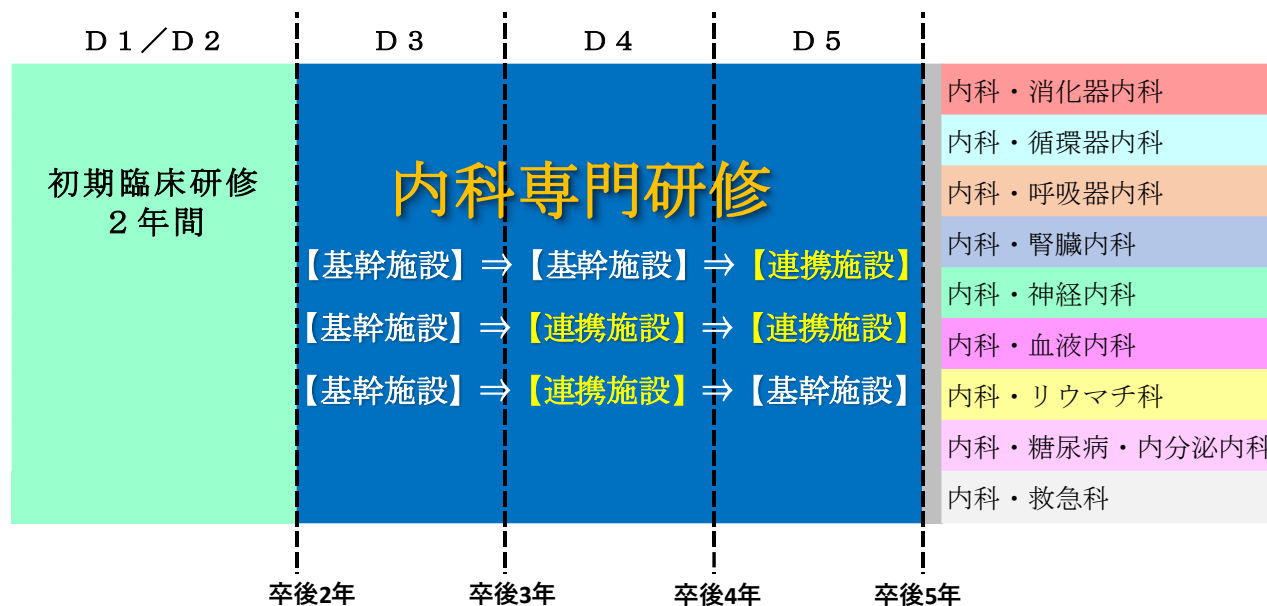 Ｄ１／Ｄ２
Ｄ３
Ｄ４
Ｄ５
初期臨床研修
２年間
内科専門研修
【基幹施設】⇒【基幹施設】⇒【連携施設】
【基幹施設】⇒【連携施設】⇒【連携施設】
【基幹施設】⇒【連携施設】⇒【基幹施設】
内科・消化器内科
内科・循環器内科
内科・呼吸器内科
内科・腎臓内科
内科・神経内科
内科・血液内科
内科・リウマチ科
内科・糖尿病・内分泌内科
内科・救急科
卒後2年
卒後3年
卒後4年
卒後5年